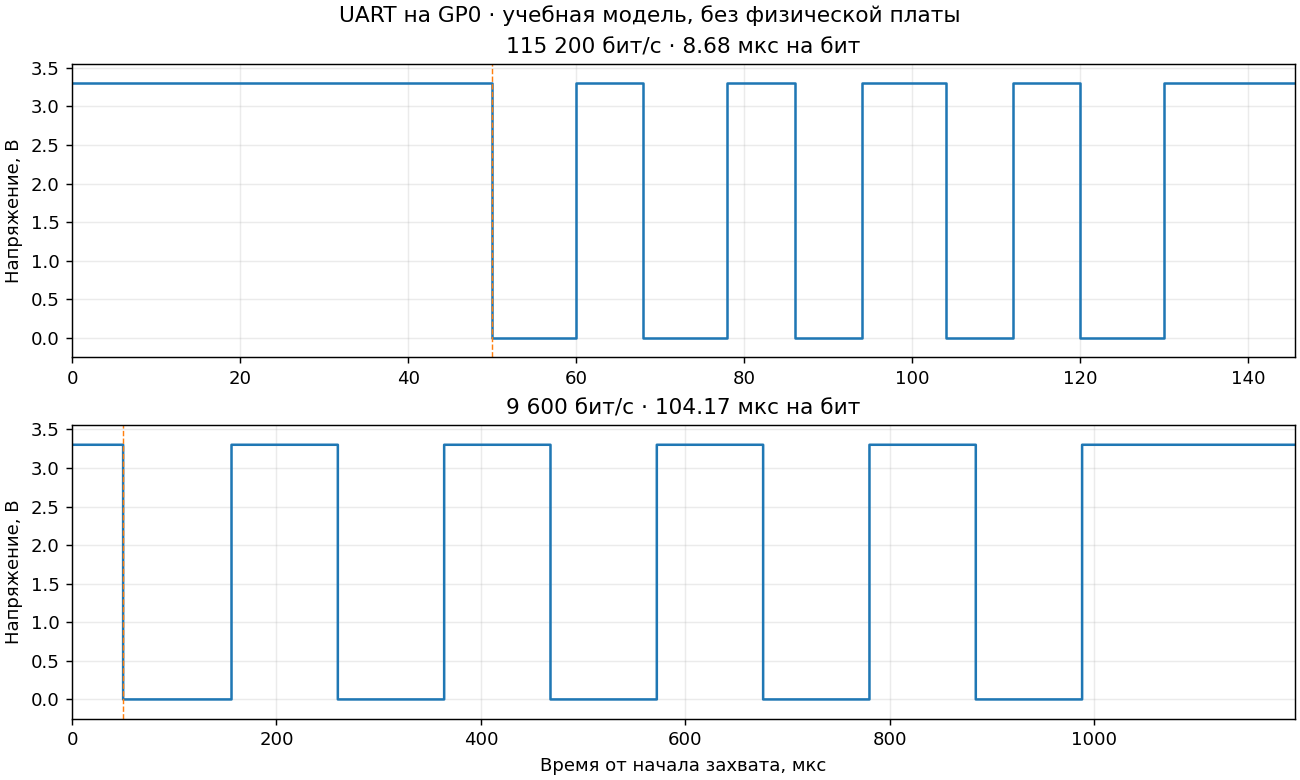 UART на GP0 · учебная модель, без физической платы
115 200 бит/с · 8.68 мкс на бит
Напряжение, В
3.5
3.0
2.5
2.0
1.5
1.0
0.5
0.0
0 20 40 60 80 100 120 140
9 600 бит/с · 104.17 мкс на бит
Напряжение, В
3.5
3.0
2.5
2.0
1.5
1.0
0.5
0.0
0 200 400 600 800 1000
Время от начала захвата, мкс